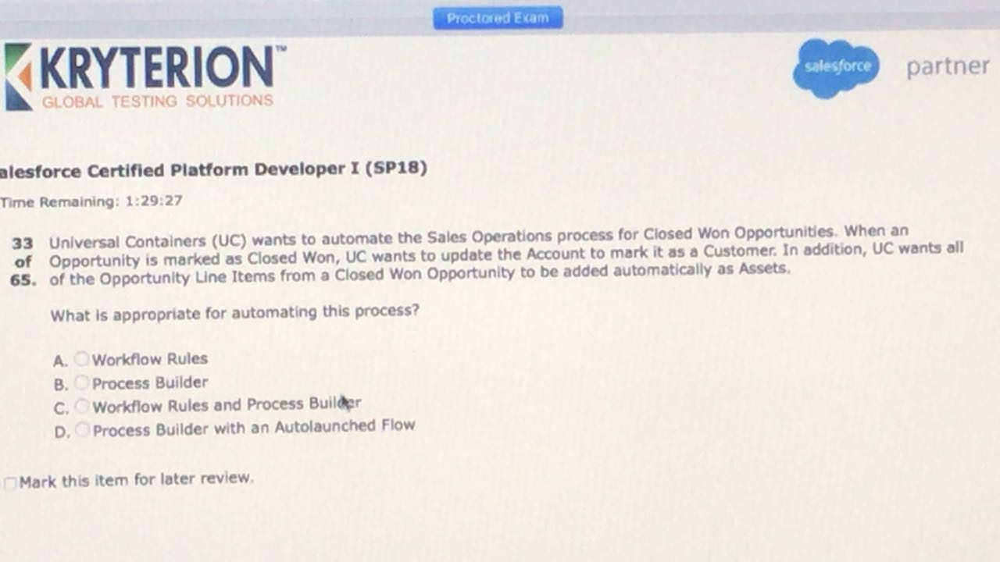 Proctored Exam
KRYTERION™
GLOBAL TESTING SOLUTIONS
salesforce partner
alesforce Certified Platform Developer I (SP18)
Time Remaining: 1:29:27
33 Universal Containers (UC) wants to automate the Sales Operations process for Closed Won Opportunities. When an
of Opportunity is marked as Closed Won, UC wants to update the Account to mark it as a Customer. In addition, UC wants all
65. of the Opportunity Line Items from a Closed Won Opportunity to be added automatically as Assets.
What is appropriate for automating this process?
A. Workflow Rules
B. Process Builder
C. Workflow Rules and Process Builder
D. Process Builder with an Autolaunched Flow
Mark this item for later review.